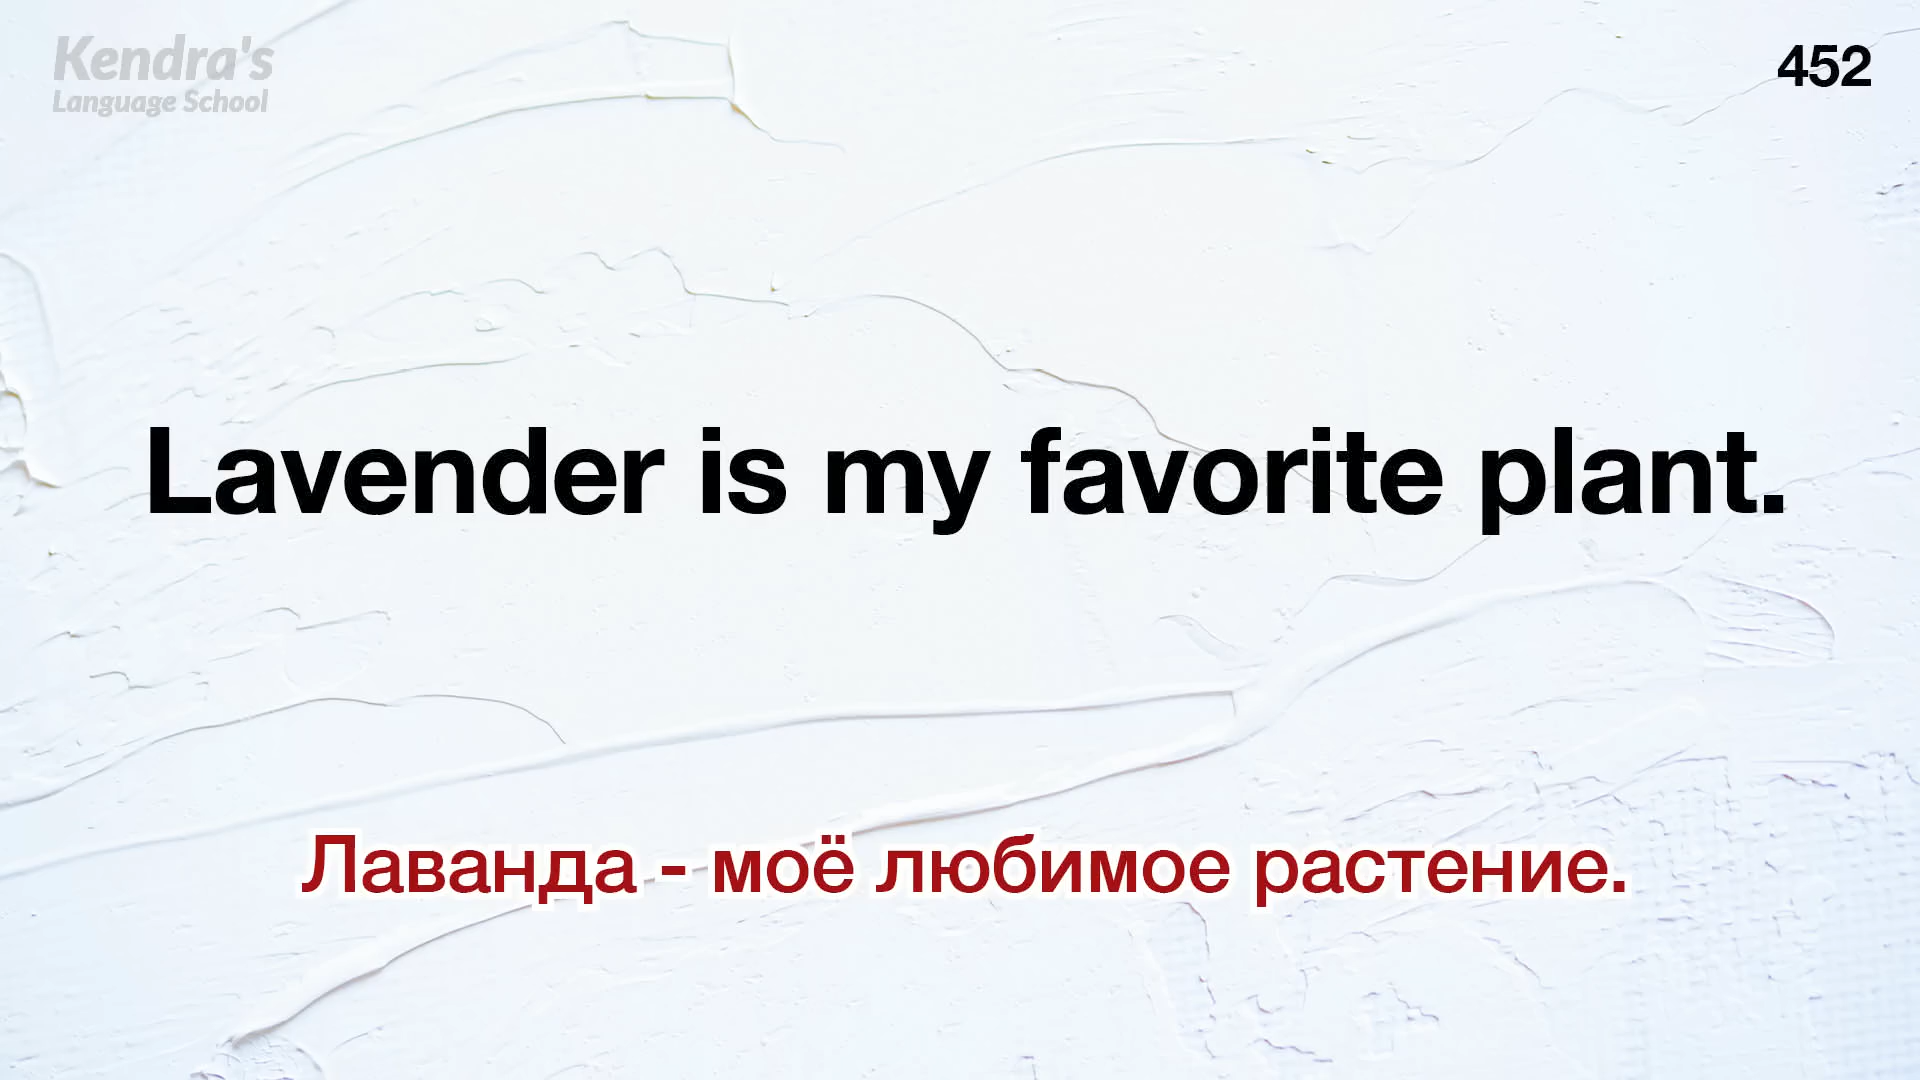 Kendra's
Language School
452
Lavender is my favorite plant.
Лаванда - моё любимое растение.